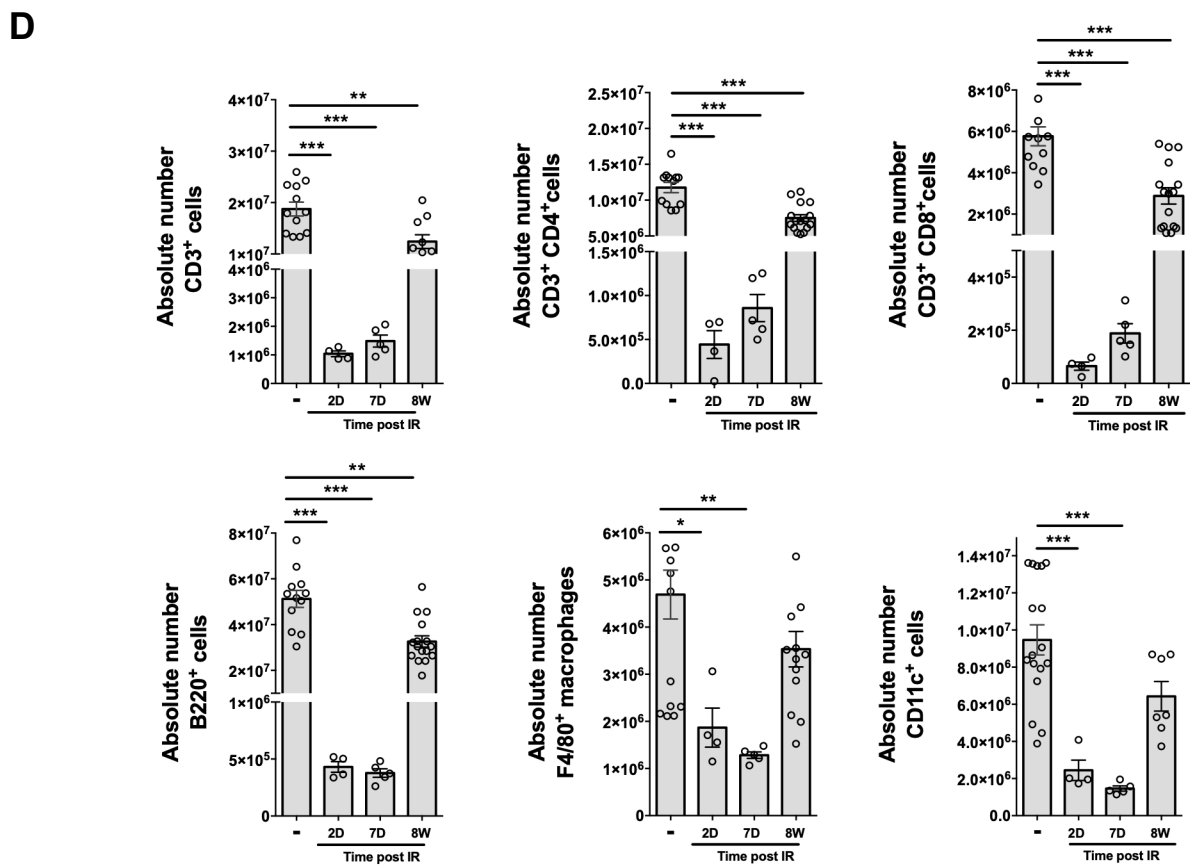 D
Absolute number
CD3⁺ cells
4×10⁷
3×10⁷
2×10⁷
1×10⁷
4×10⁶
3×10⁶
2×10⁶
1×10⁶
0
**
***
***
- 2D 7D 8W
Time post IR
Absolute number
CD3⁺ CD4⁺cells
2.5×10⁷
2.0×10⁷
1.5×10⁷
1.0×10⁷
5.0×10⁶
1.5×10⁶
1.0×10⁶
5.0×10⁵
0.0
***
***
***
- 2D 7D 8W
Time post IR
Absolute number
CD3⁺ CD8⁺cells
8×10⁶
6×10⁶
4×10⁶
2×10⁶
4×10⁵
2×10⁵
0
***
***
***
- 2D 7D 8W
Time post IR
Absolute number
B220⁺ cells
8×10⁷
6×10⁷
4×10⁷
2×10⁷
1×10⁶
5×10⁵
0
**
***
***
- 2D 7D 8W
Time post IR
Absolute number
F4/80⁺ macrophages
6×10⁶
5×10⁶
4×10⁶
3×10⁶
2×10⁶
1×10⁶
0
**
*
- 2D 7D 8W
Time post IR
Absolute number
CD11c⁺ cells
1.4×10⁷
1.2×10⁷
1.0×10⁷
8.0×10⁶
6.0×10⁶
4.0×10⁶
2.0×10⁶
0.0
***
***
- 2D 7D 8W
Time post IR